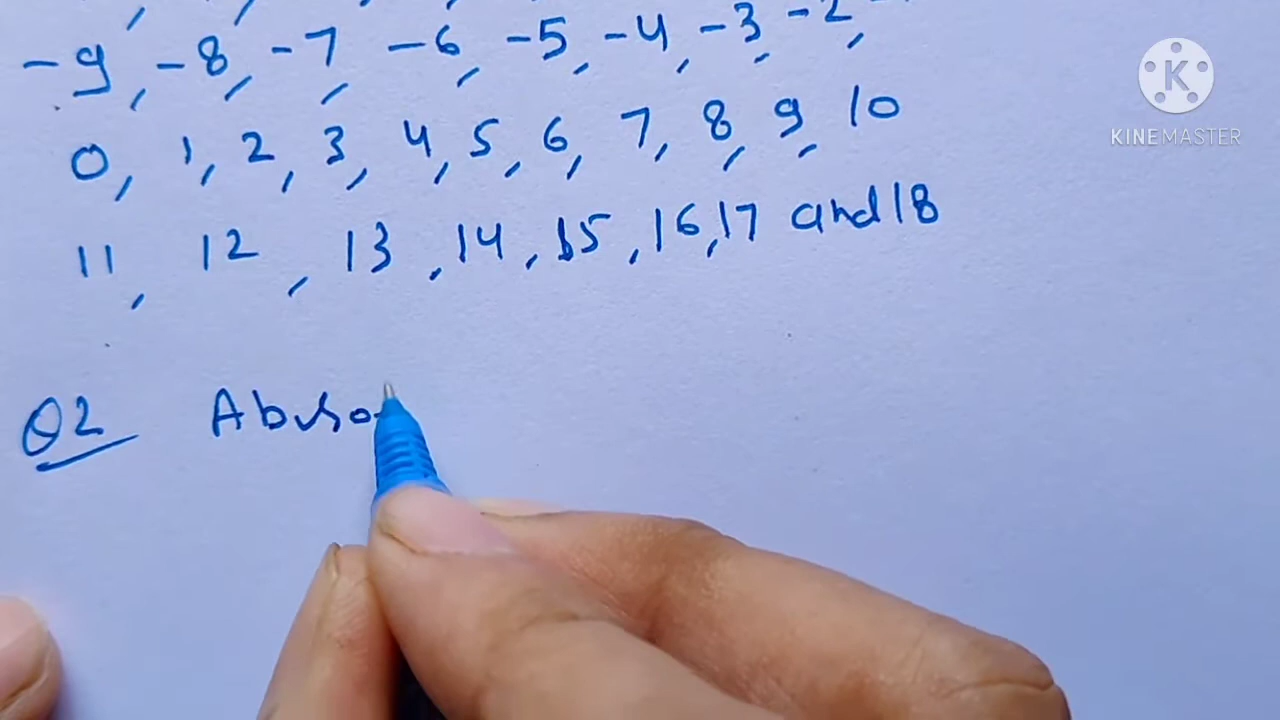 -9, -8, -7, -6, -5, -4, -3, -2,
0, 1, 2, 3, 4, 5, 6, 7, 8, 9, 10
11, 12, 13, 14, 15, 16, 17 and 18
Q2 Abso
K
KINEMASTER